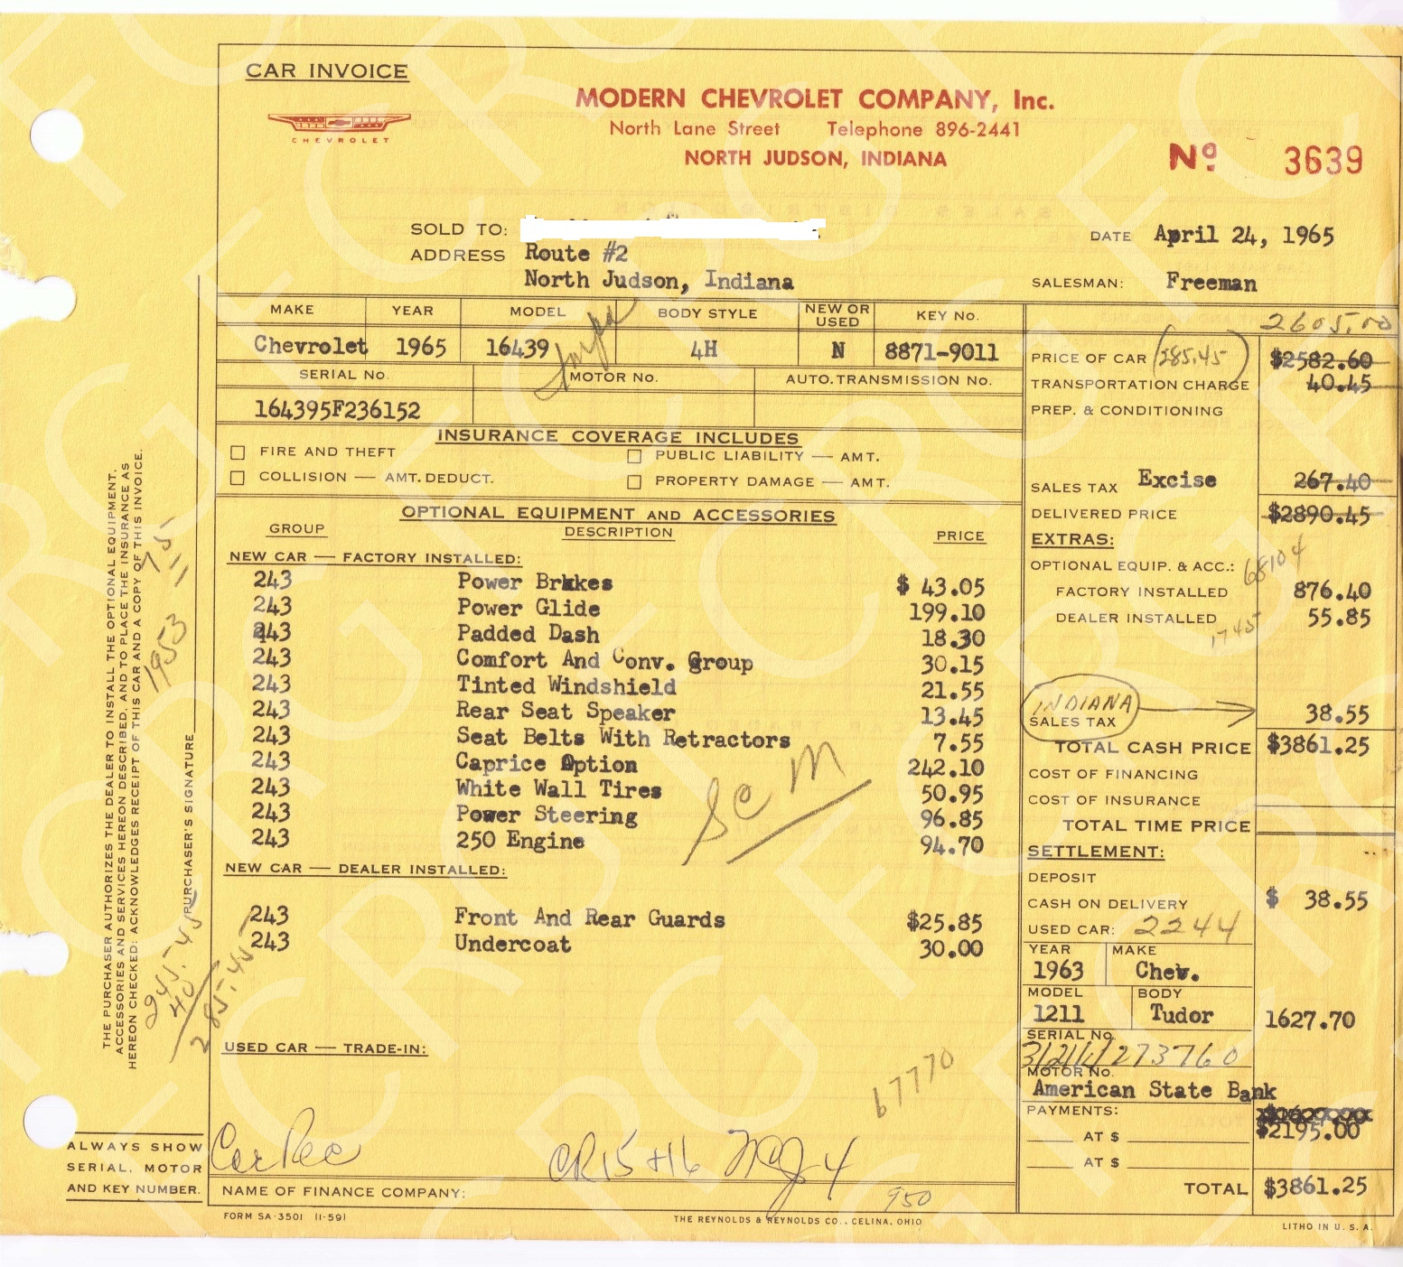 CAR INVOICE
CHEVROLET
MODERN CHEVROLET COMPANY, Inc.
North Lane Street Telephone 896-2441
NORTH JUDSON, INDIANA
Nº 3639
SOLD TO:
DATE April 24, 1965
ADDRESS Route #2
North Judson, Indiana
SALESMAN: Freeman
MAKE YEAR MODEL BODY STYLE NEW OR USED KEY No.
Chevrolet 1965 16439 4H N 8871-9011
Impala
SERIAL No. MOTOR No. AUTO. TRANSMISSION No.
164395F236152
INSURANCE COVERAGE INCLUDES
FIRE AND THEFT PUBLIC LIABILITY — AMT.
COLLISION — AMT. DEDUCT. PROPERTY DAMAGE — AMT.
OPTIONAL EQUIPMENT AND ACCESSORIES
GROUP DESCRIPTION PRICE
NEW CAR — FACTORY INSTALLED:
243 Power Brakes $ 43.05
243 Power Glide 199.10
243 Padded Dash 18.30
243 Comfort And Conv. Group 30.15
243 Tinted Windshield 21.55
243 Rear Seat Speaker 13.45
243 Seat Belts With Retractors 7.55
243 Caprice Option 242.10
243 White Wall Tires 50.95
243 Power Steering 96.85
243 250 Engine 94.70
NEW CAR — DEALER INSTALLED:
243 Front And Rear Guards $25.85
243 Undercoat 30.00
USED CAR — TRADE-IN:
67770
CR 15 + 16
950
NAME OF FINANCE COMPANY:
FORM SA-3501 (1-59)
THE REYNOLDS & REYNOLDS CO., CELINA, OHIO
LITHO IN U. S. A.
2605.00
PRICE OF CAR (285.45) $2582.60
TRANSPORTATION CHARGE 40.45
PREP. & CONDITIONING
SALES TAX Excise 267.40
DELIVERED PRICE $2890.45
EXTRAS:
OPTIONAL EQUIP. & ACC.: 68104
FACTORY INSTALLED 876.40
DEALER INSTALLED 55.85
1745
INDIANA
SALES TAX 38.55
TOTAL CASH PRICE $3861.25
COST OF FINANCING
COST OF INSURANCE
TOTAL TIME PRICE
SETTLEMENT:
DEPOSIT
CASH ON DELIVERY $ 38.55
USED CAR: 2244
YEAR MAKE
1963 Chev.
MODEL BODY
1211 Tudor 1627.70
SERIAL No.
MOTOR No.
American State Bank
PAYMENTS:
AT $ $2195.00
AT $
TOTAL $3861.25
THE PURCHASER AUTHORIZES THE DEALER TO INSTALL THE OPTIONAL EQUIPMENT,
ACCESSORIES AND SERVICES HEREON DESCRIBED, AND TO PLACE THE INSURANCE AS
HEREON CHECKED: ACKNOWLEDGES RECEIPT OF THIS CAR AND A COPY OF THIS INVOICE.
PURCHASER'S SIGNATURE
1953
245.45
40
285.45
ALWAYS SHOW
SERIAL, MOTOR
AND KEY NUMBER.